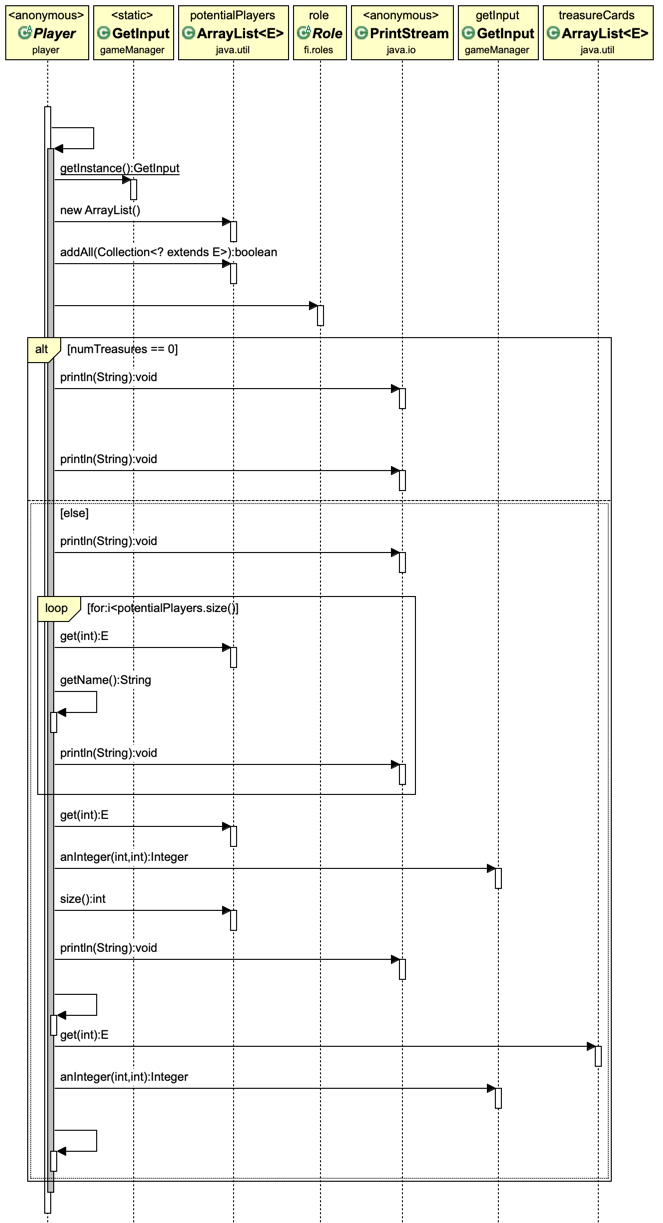 <anonymous>
Player
player
<static>
GetInput
gameManager
potentialPlayers
ArrayList<E>
java.util
role
Role
fi.roles
<anonymous>
PrintStream
java.io
getInput
GetInput
gameManager
treasureCards
ArrayList<E>
java.util
getInstance():GetInput
new ArrayList()
addAll(Collection<? extends E>):boolean
alt [numTreasures == 0]
println(String):void
println(String):void
[else]
println(String):void
loop [for:i<potentialPlayers.size()]
get(int):E
getName():String
println(String):void
get(int):E
anInteger(int,int):Integer
size():int
println(String):void
get(int):E
anInteger(int,int):Integer